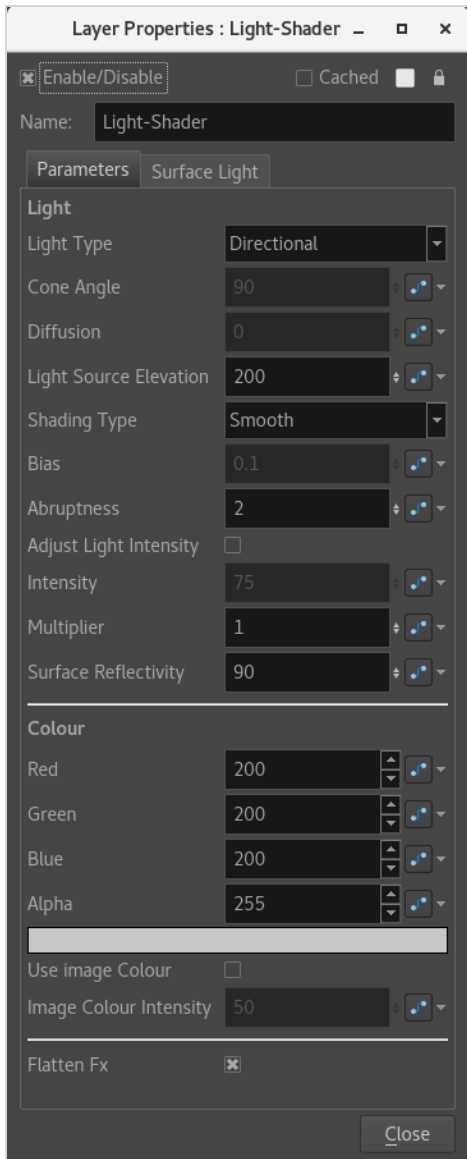 Layer Properties : Light-Shader
Enable/Disable Cached
Name: Light-Shader
Parameters Surface Light
Light
Light Type Directional
Cone Angle 90
Diffusion 0
Light Source Elevation 200
Shading Type Smooth
Bias 0.1
Abruptness 2
Adjust Light Intensity
Intensity 75
Multiplier 1
Surface Reflectivity 90
Colour
Red 200
Green 200
Blue 200
Alpha 255
Use image Colour
Image Colour Intensity 50
Flatten Fx
Close